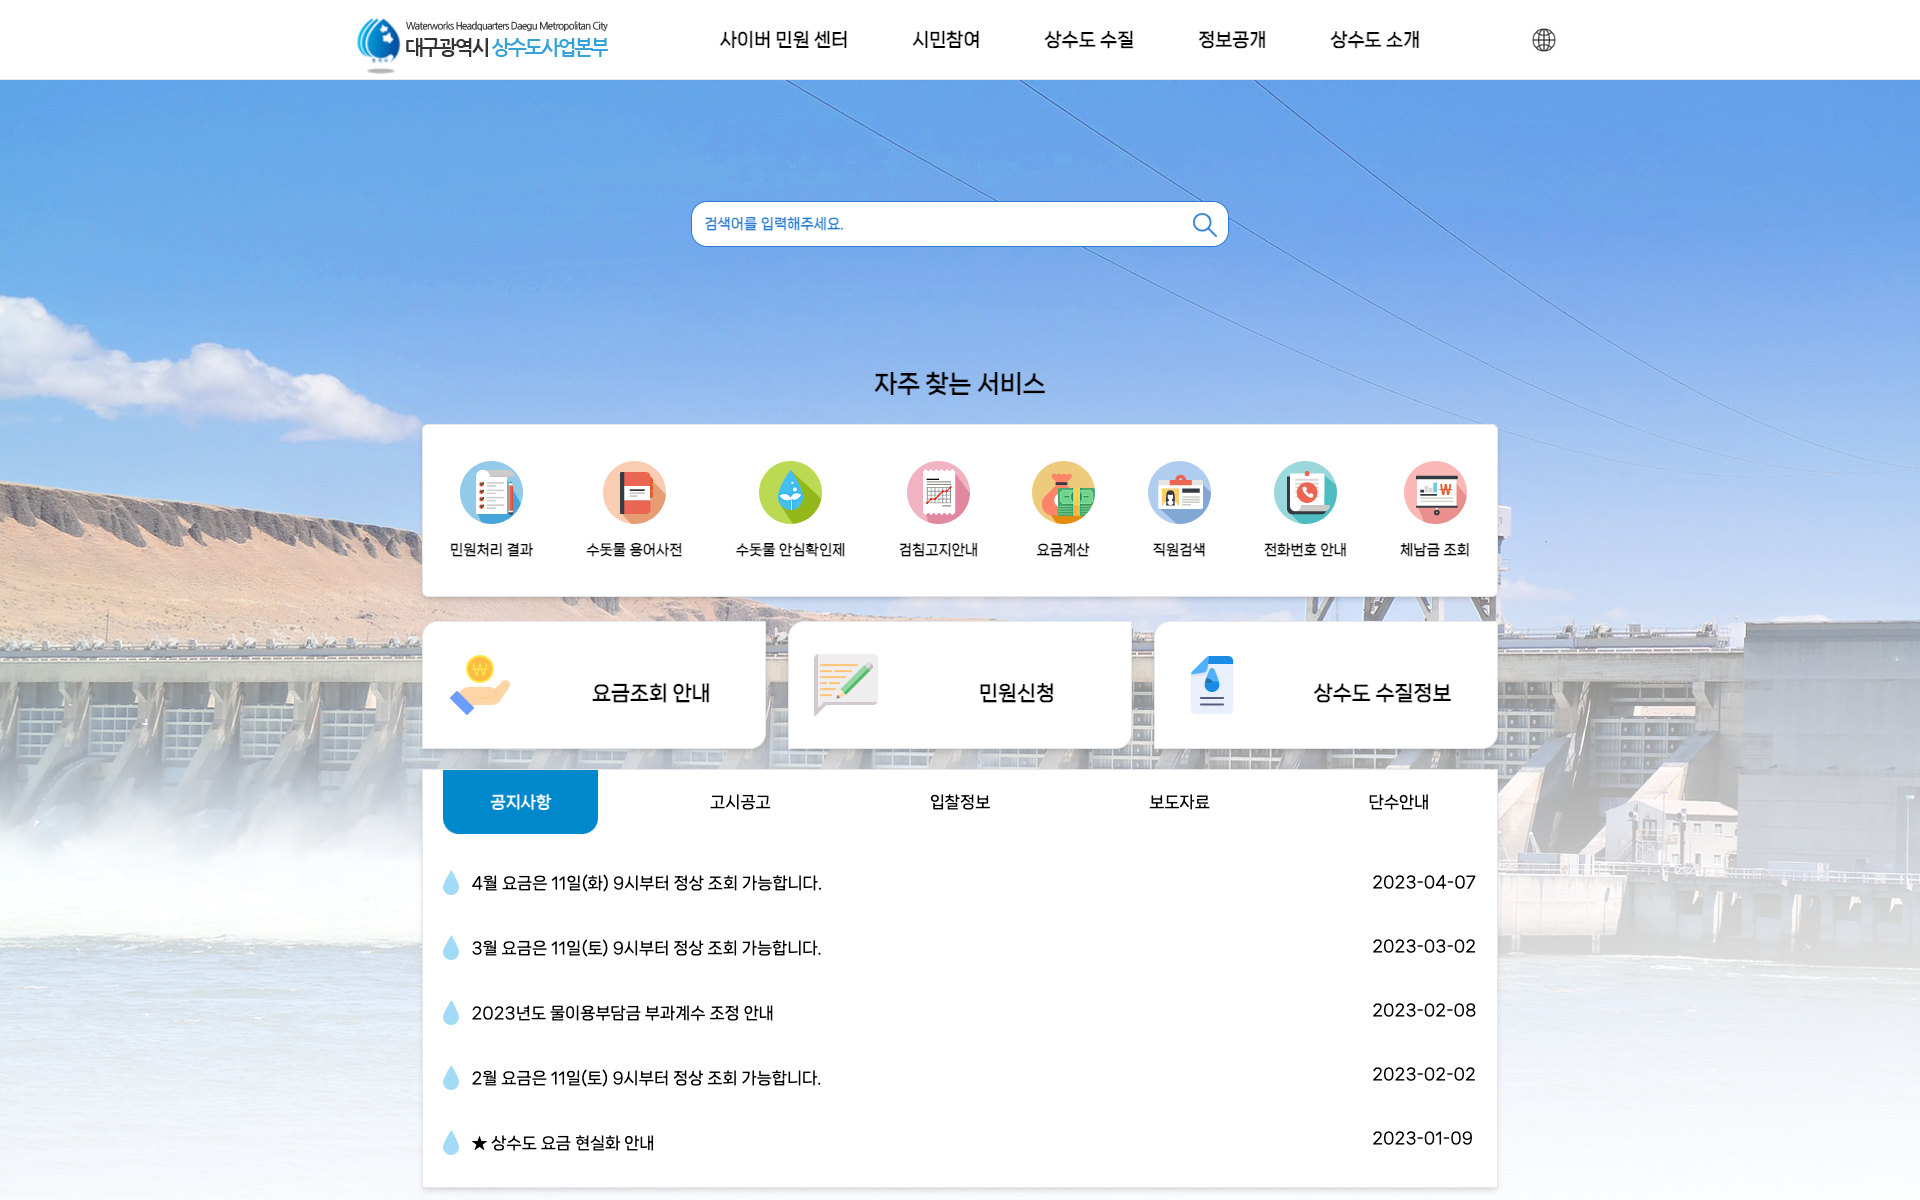 Waterworks Headquarters Daegu Metropolitan City
대구광역시 상수도사업본부
사이버 민원 센터
시민참여
상수도 수질
정보공개
상수도 소개
검색어를 입력해주세요.
자주 찾는 서비스
민원처리 결과
수돗물 용어사전
수돗물 안심확인제
검침고지안내
요금계산
직원검색
전화번호 안내
체납금 조회
요금조회 안내
민원신청
상수도 수질정보
공지사항
고시공고
입찰정보
보도자료
단수안내
4월 요금은 11일(화) 9시부터 정상 조회 가능합니다.
2023-04-07
3월 요금은 11일(토) 9시부터 정상 조회 가능합니다.
2023-03-02
2023년도 물이용부담금 부과계수 조정 안내
2023-02-08
2월 요금은 11일(토) 9시부터 정상 조회 가능합니다.
2023-02-02
★ 상수도 요금 현실화 안내
2023-01-09